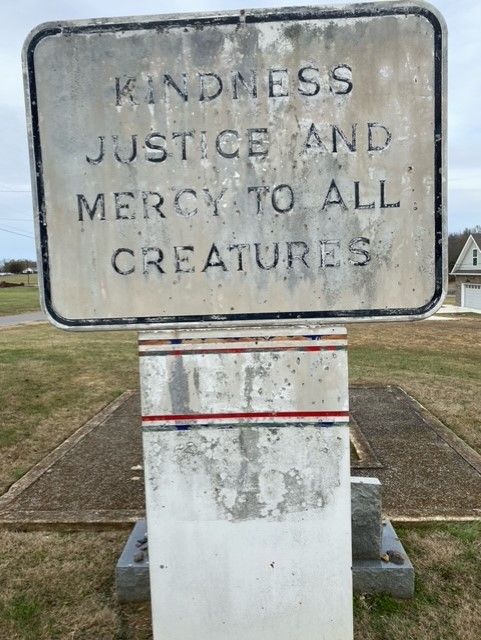 KINDNESS
JUSTICE AND
MERCY TO ALL
CREATURES